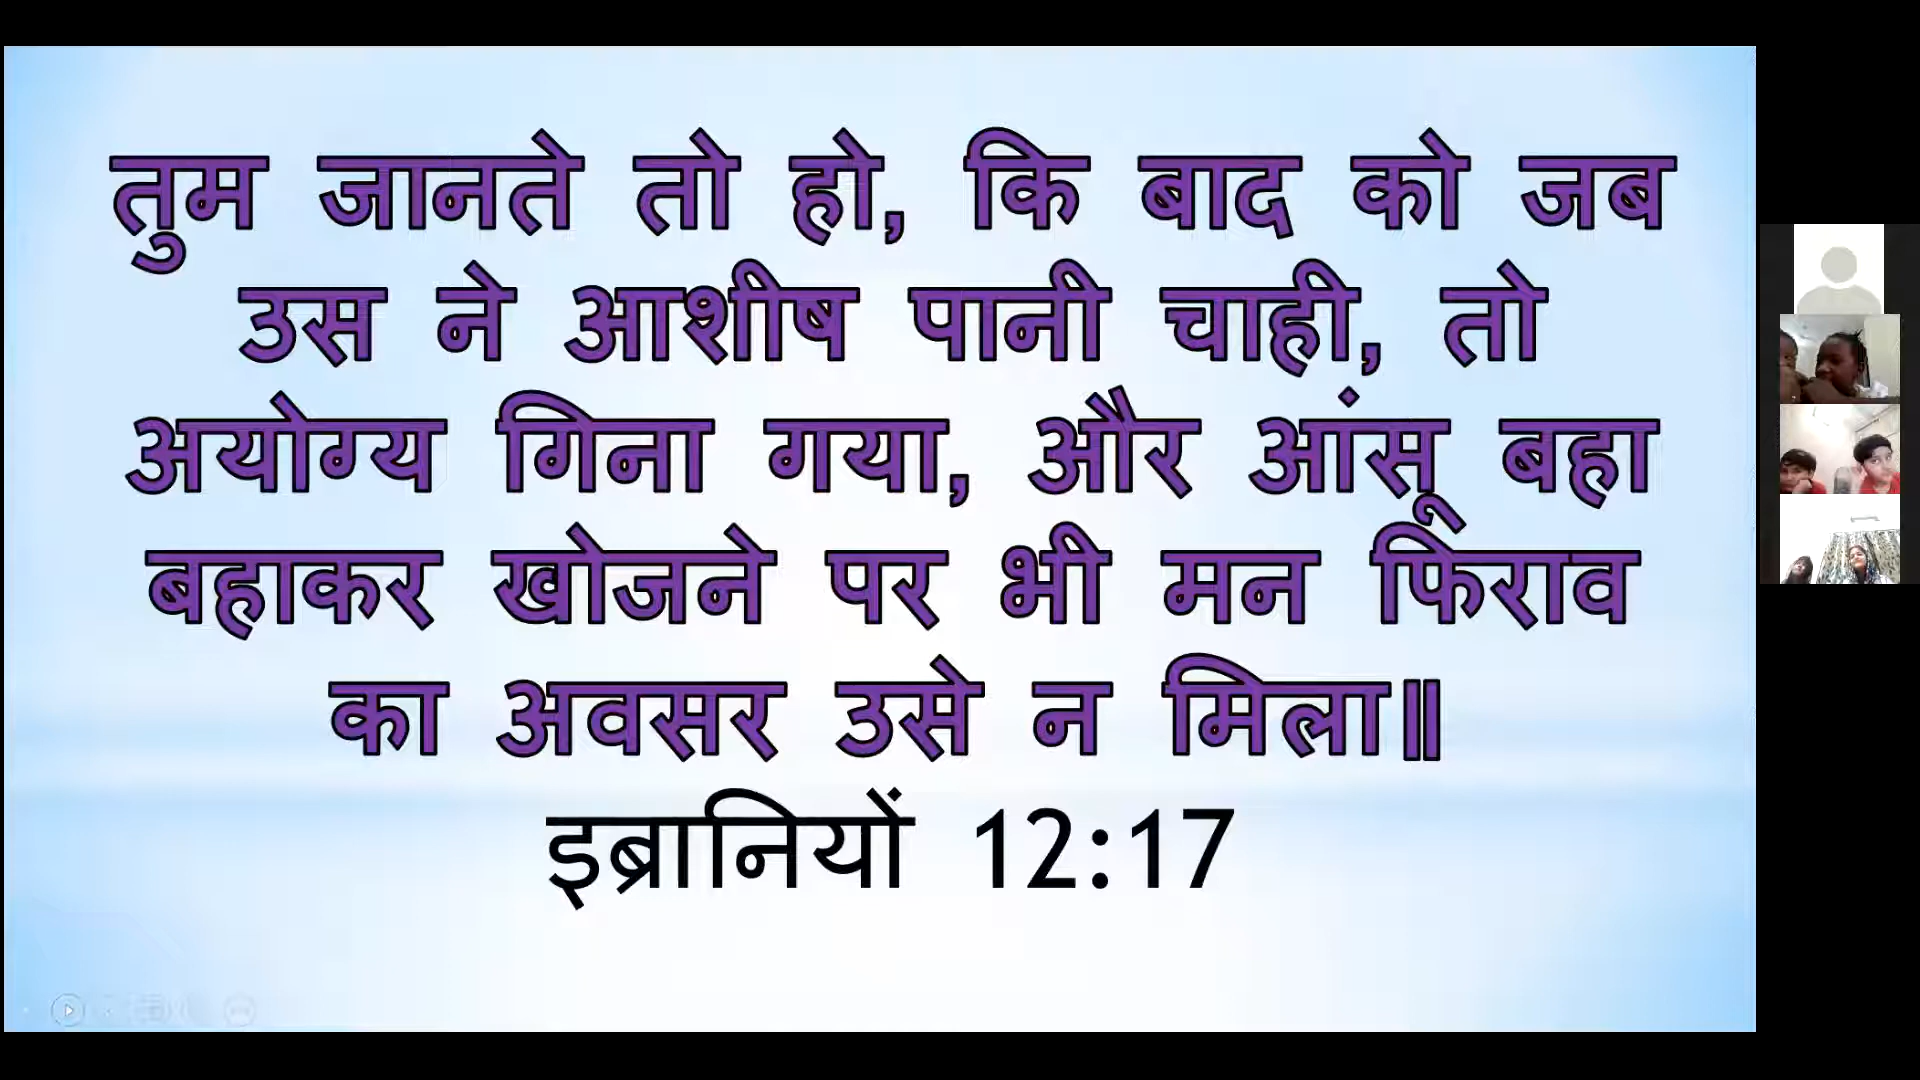 तुम जानते तो हो, कि बाद को जब
उस ने आशीष पानी चाही, तो
अयोग्य गिना गया, और आंसू बहा
बहाकर खोजने पर भी मन फिराव
का अवसर उसे न मिला॥
इब्रानियों 12:17